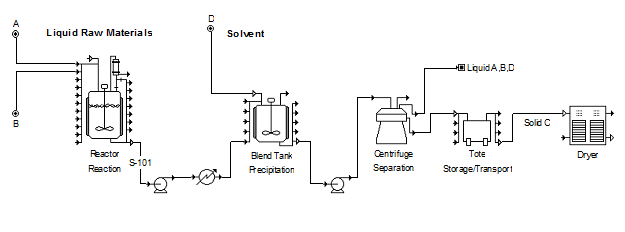 A
Liquid Raw Materials
D
Solvent
Liquid A,B,D
B
Solid C
Reactor
Reaction
S-101
Blend Tank
Precipitation
Centrifuge
Separation
Tote
Storage/Transport
Dryer